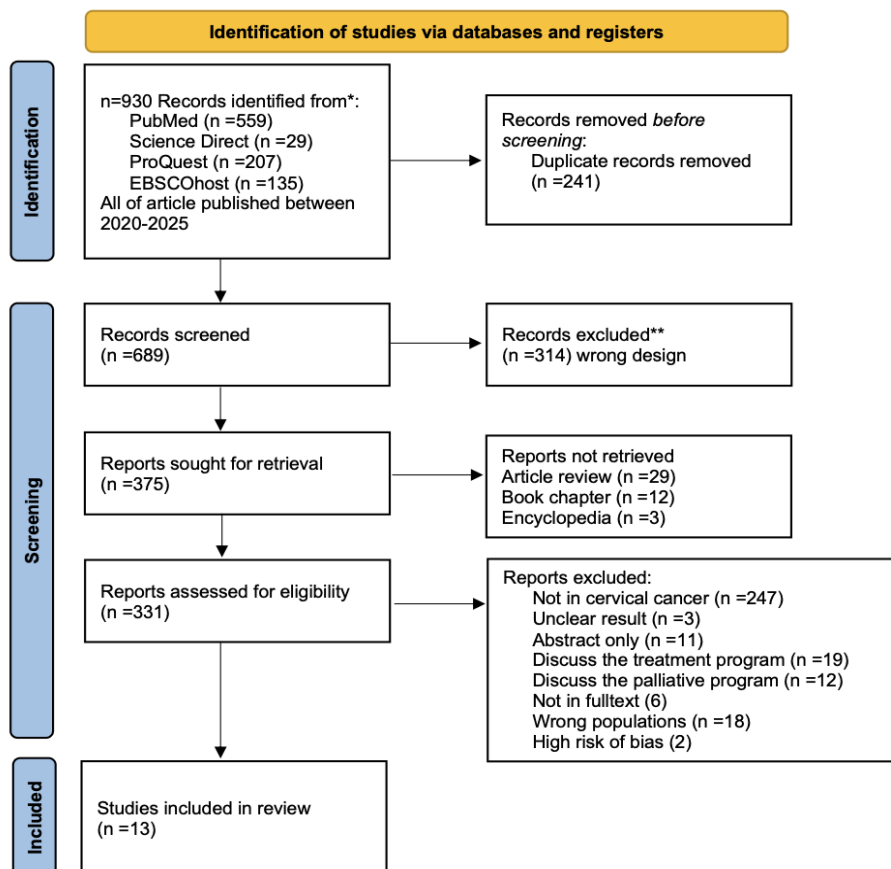 Identification of studies via databases and registers
Identification
n=930 Records identified from*:
PubMed (n =559)
Science Direct (n =29)
ProQuest (n =207)
EBSCOhost (n =135)
All of article published between
2020-2025
Records removed before
screening:
Duplicate records removed
(n =241)
Screening
Records screened
(n =689)
Records excluded**
(n =314) wrong design
Reports sought for retrieval
(n =375)
Reports not retrieved
Article review (n =29)
Book chapter (n =12)
Encyclopedia (n =3)
Reports assessed for eligibility
(n =331)
Reports excluded:
Not in cervical cancer (n =247)
Unclear result (n =3)
Abstract only (n =11)
Discuss the treatment program (n =19)
Discuss the palliative program (n =12)
Not in fulltext (6)
Wrong populations (n =18)
High risk of bias (2)
Included
Studies included in review
(n =13)